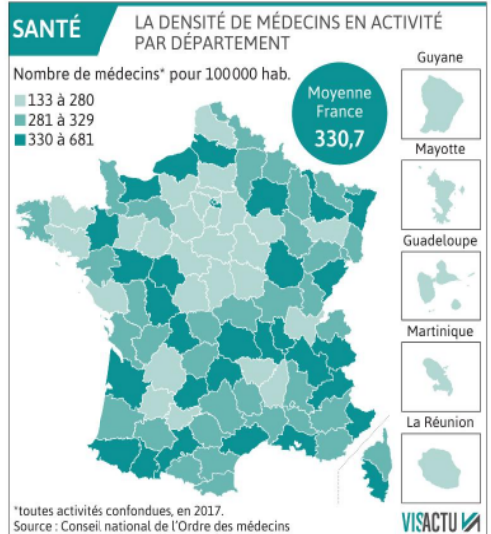 SANTÉ
LA DENSITÉ DE MÉDECINS EN ACTIVITÉ
PAR DÉPARTEMENT
Nombre de médecins* pour 100000 hab.
133 à 280
281 à 329
330 à 681
Moyenne
France
330,7
Guyane
Mayotte
Guadeloupe
Martinique
La Réunion
*toutes activités confondues, en 2017.
Source : Conseil national de l'Ordre des médecins
VISACTU